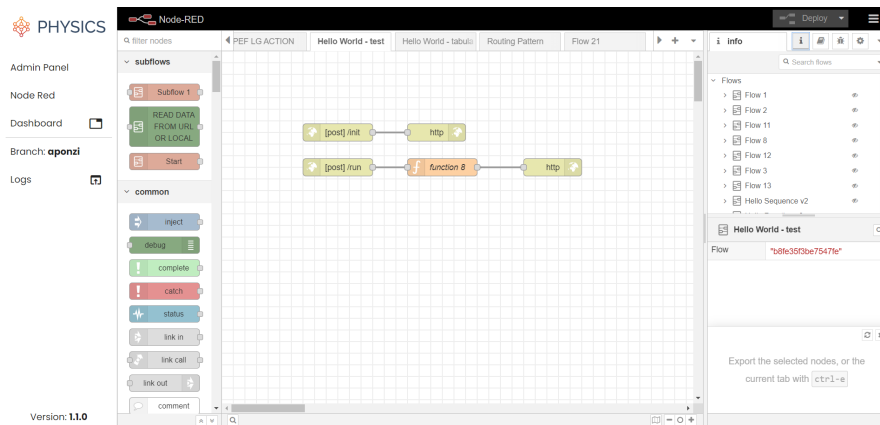 PHYSICS
Admin Panel
Node Red
Dashboard
Branch: aponzi
Logs
Version: 1.1.0
Node-RED
Deploy
filter nodes
subflows
Subflow 1
READ DATA
FROM URL
OR LOCAL
Start
common
inject
debug
complete
catch
status
link in
link call
link out
comment
PEF LG ACTION
Hello World - test
Hello World - tabula
Routing Pattern
Flow 21
[post] /init
http
[post] /run
function 8
http
info
Search flows
Flows
Flow 1
Flow 2
Flow 11
Flow 8
Flow 12
Flow 3
Flow 13
Hello Sequence v2
Hello World - test
Flow "b8fe35f3be7547fe"
Export the selected nodes, or the
current tab with ctrl-e